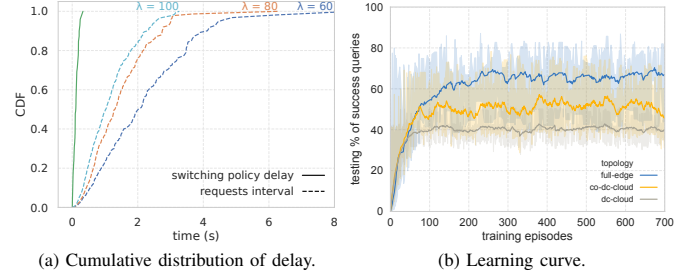 1.0
0.8
0.6
0.4
0.2
0.0
CDF
λ = 100
λ = 80
λ = 60
switching policy delay
requests interval
0 2 4 6 8
time (s)
(a) Cumulative distribution of delay.
100
80
60
40
20
0
testing % of success queries
topology
full-edge
co-dc-cloud
dc-cloud
0 100 200 300 400 500 600 700
training episodes
(b) Learning curve.